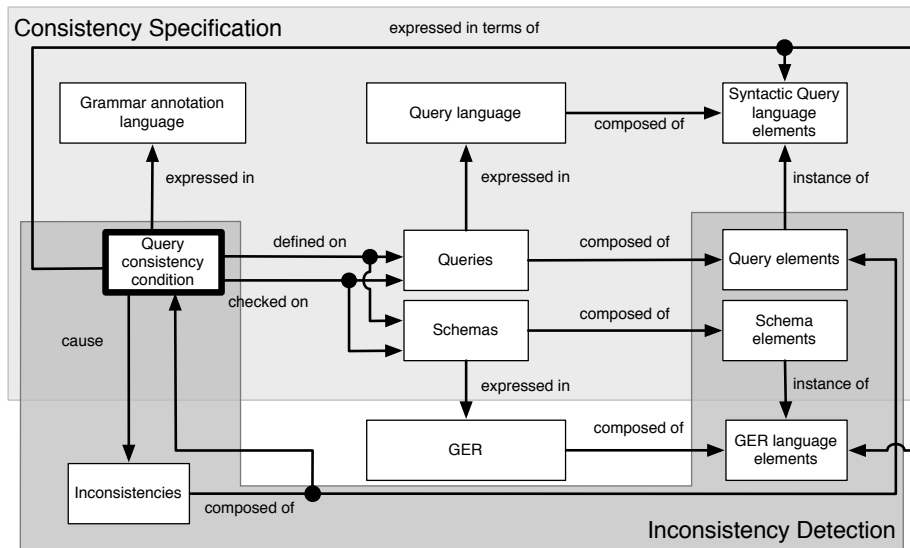 Consistency Specification
expressed in terms of
Grammar annotation
language
Query language
composed of
Syntactic Query
language
elements
expressed in
expressed in
instance of
Query
consistency
condition
defined on
checked on
Queries
composed of
Query elements
cause
Schemas
composed of
Schema
elements
expressed in
instance of
GER
composed of
GER language
elements
Inconsistencies
composed of
Inconsistency Detection